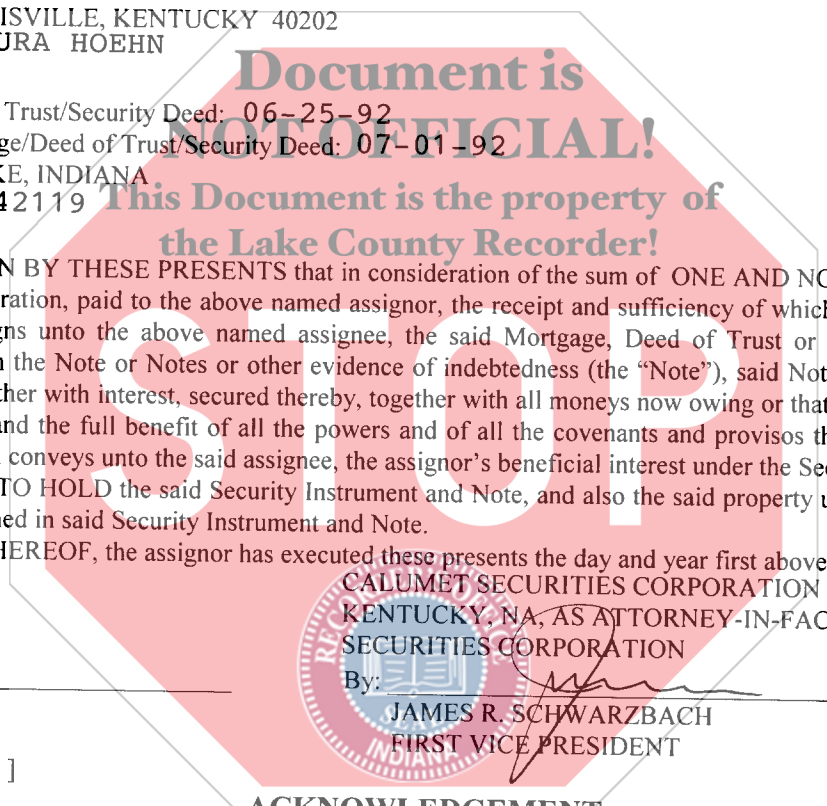 ISVILLE, KENTUCKY 40202
URA HOEHN
Document is
Trust/Security Deed: 06-25-92
NOT OFFICIAL!
ge/Deed of Trust/Security Deed: 07-01-92
KE, INDIANA
42119
This Document is the property of
the Lake County Recorder!
N BY THESE PRESENTS that in consideration of the sum of ONE AND NO
ration, paid to the above named assignor, the receipt and sufficiency of which
gns unto the above named assignee, the said Mortgage, Deed of Trust or
the Note or Notes or other evidence of indebtedness (the “Note”), said Not
ther with interest, secured thereby, together with all moneys now owing or that
and the full benefit of all the powers and of all the covenants and provisos th
conveys unto the said assignee, the assignor's beneficial interest under the Sec
TO HOLD the said Security Instrument and Note, and also the said property u
ned in said Security Instrument and Note.
HEREOF, the assignor has executed these presents the day and year first above
STOP
CALUMET SECURITIES CORPORATION
KENTUCKY, NA, AS ATTORNEY-IN-FAC
SECURITIES CORPORATION
By:
JAMES R. SCHWARZBACH
FIRST VICE PRESIDENT
RECORDER'S OFFICE
SEAL
INDIANA
]
ACKNOWLEDGEMENT